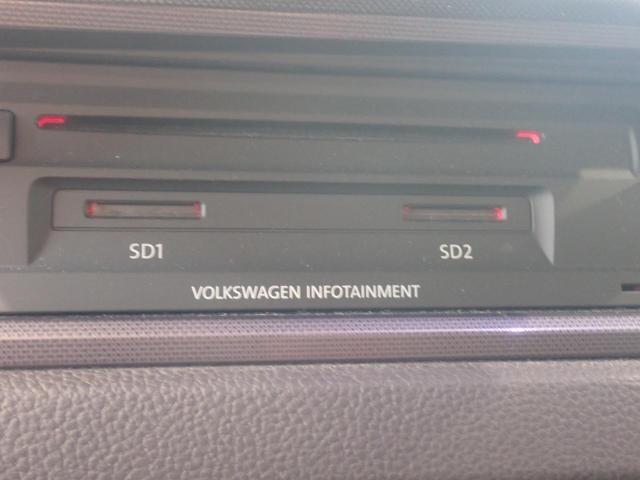 SD1 SD2
VOLKSWAGEN INFOTAINMENT